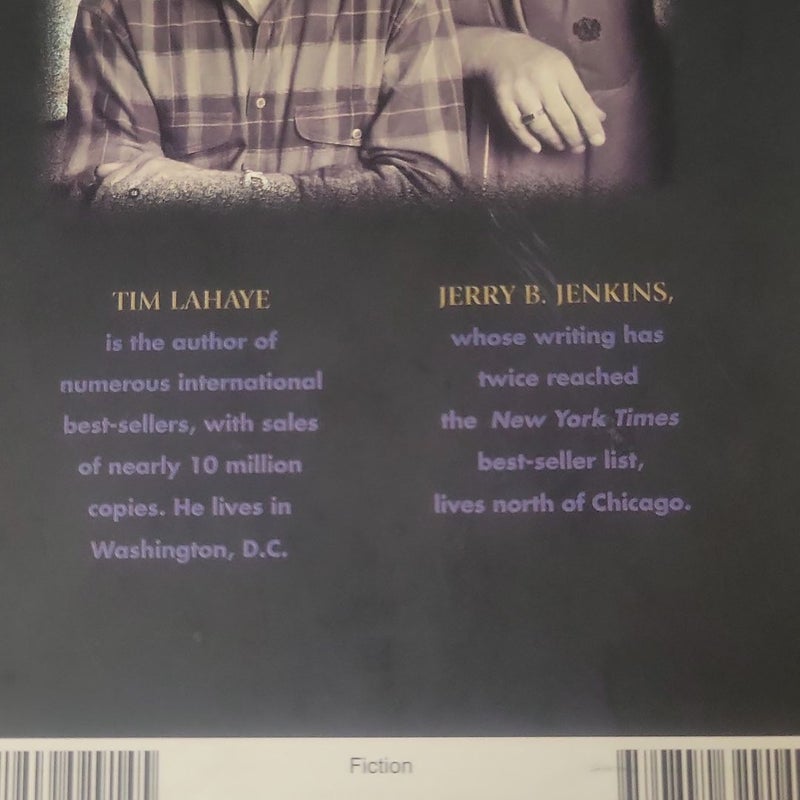 TIM LAHAYE
is the author of
numerous international
best-sellers, with sales
of nearly 10 million
copies. He lives in
Washington, D.C.
JERRY B. JENKINS,
whose writing has
twice reached
the New York Times
best-seller list,
lives north of Chicago.
Fiction